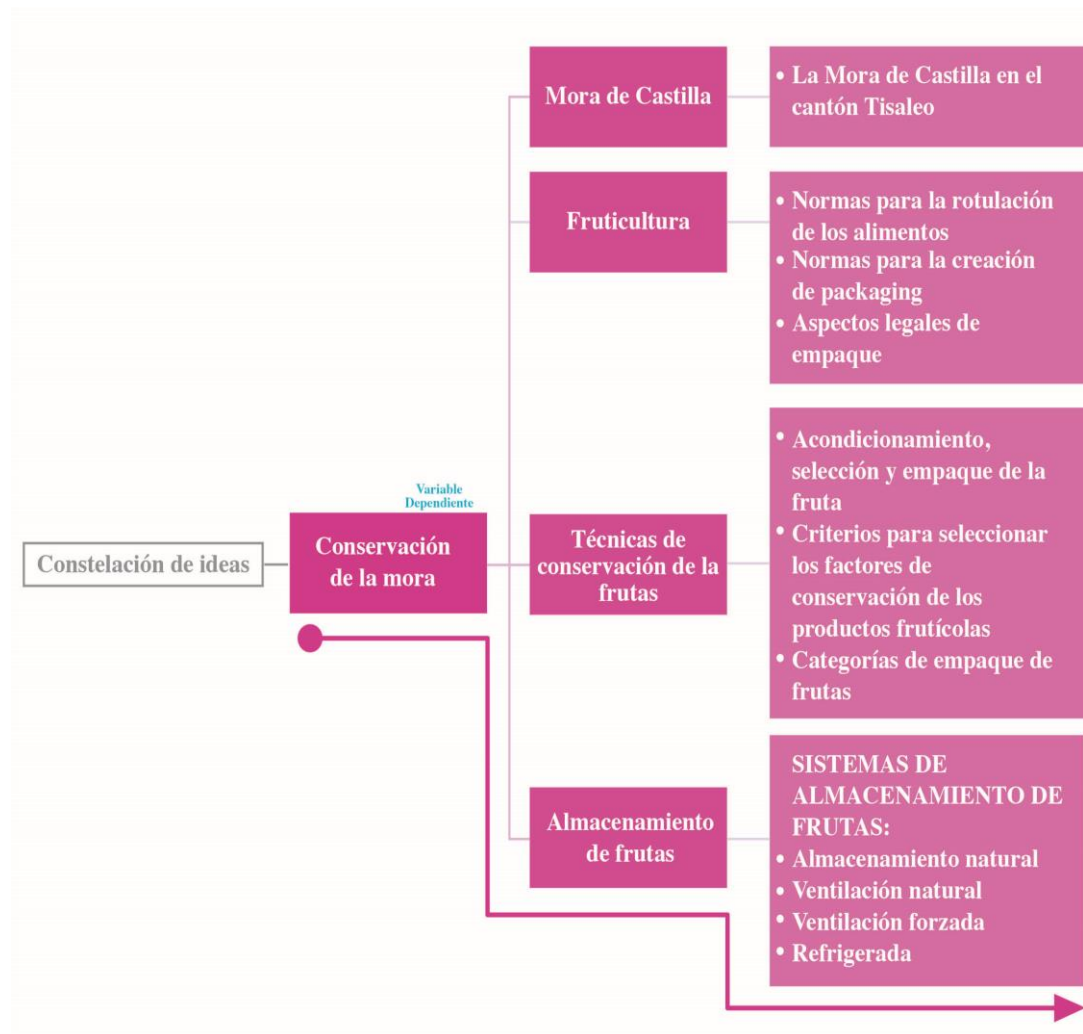 Constelación de ideas
Variable
Dependiente
Conservación
de la mora
Mora de Castilla
• La Mora de Castilla en el
cantón Tisaleo
Fruticultura
• Normas para la rotulación
de los alimentos
• Normas para la creación
de packaging
• Aspectos legales de
empaque
Técnicas de
conservación de la
frutas
• Acondicionamiento,
selección y empaque de la
fruta
• Criterios para seleccionar
los factores de
conservación de los
productos frutícolas
• Categorías de empaque de
frutas
Almacenamiento
de frutas
SISTEMAS DE
ALMACENAMIENTO DE
FRUTAS:
• Almacenamiento natural
• Ventilación natural
• Ventilación forzada
• Refrigerada